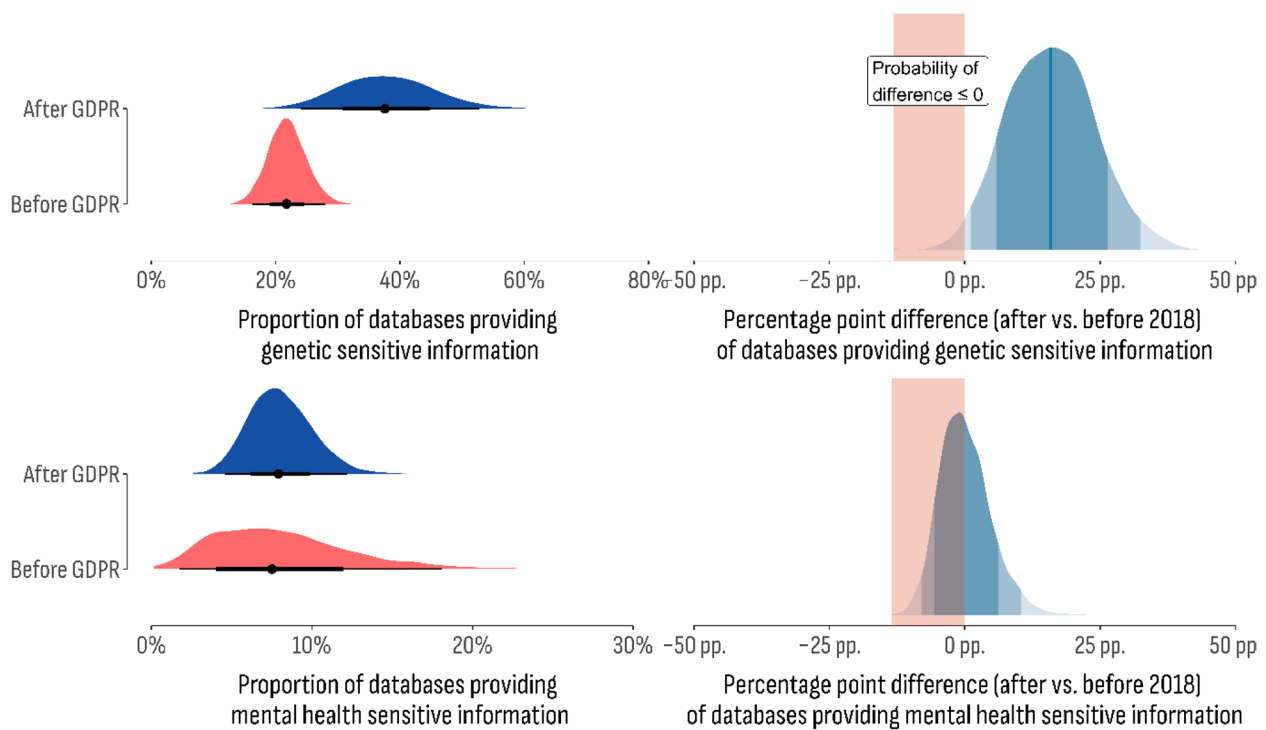 Probability of
difference ≤ 0
After GDPR
Before GDPR
0%
20%
40%
60%
80%
-50 pp.
-25 pp.
0 pp.
25 pp.
50 pp
Proportion of databases providing
genetic sensitive information
Percentage point difference (after vs. before 2018)
of databases providing genetic sensitive information
After GDPR
Before GDPR
0%
10%
20%
30%
-50 pp.
-25 pp.
0 pp.
25 pp.
50 pp
Proportion of databases providing
mental health sensitive information
Percentage point difference (after vs. before 2018)
of databases providing mental health sensitive information